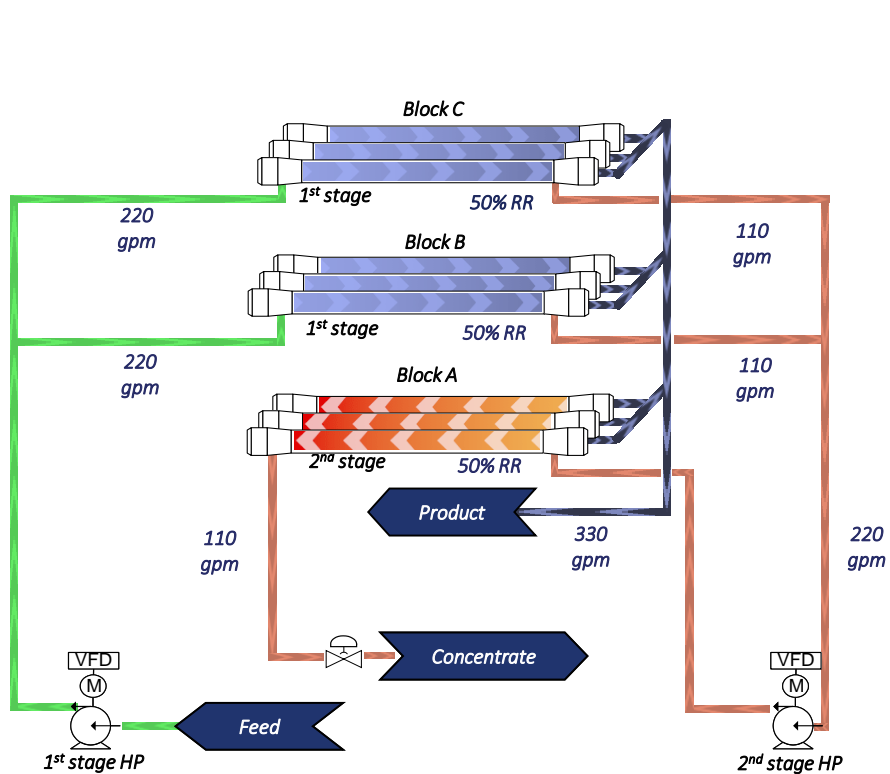 Block C
1st stage
50% RR
220
gpm
110
gpm
Block B
1st stage
50% RR
220
gpm
110
gpm
Block A
2nd stage
50% RR
Product
110
gpm
330
gpm
220
gpm
Concentrate
VFD
M
VFD
M
Feed
1st stage HP
2nd stage HP